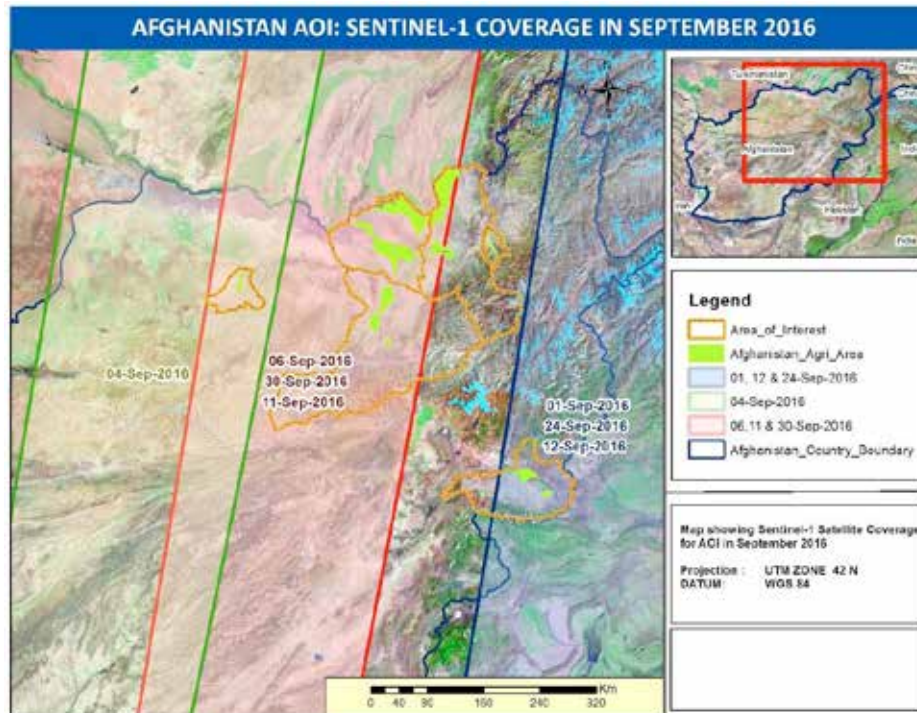 AFGHANISTAN AOI: SENTINEL-1 COVERAGE IN SEPTEMBER 2016
04-Sep-2016
06-Sep-2016
30-Sep-2016
11-Sep-2016
01-Sep-2016
24-Sep-2016
12-Sep-2016
Km
0 40 80 160 240 320
Turkmenistan
Afghanistan
Pakistan
Legend
Area_of_Interest
Afghanistan_Agri_Area
01, 12 & 24-Sep-2016
04-Sep-2016
06,11 & 30-Sep-2016
Afghanistan_Country_Boundary
Map showing Sentinel-1 Satellite Coverage
for AOI in September 2016
Projection : UTM ZONE 42 N
DATUM: WGS 84